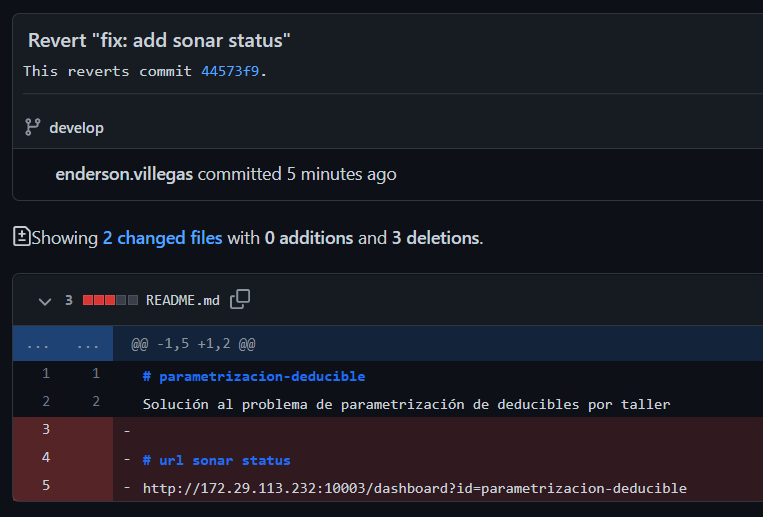 Revert "fix: add sonar status"
This reverts commit 44573f9.
develop
enderson.villegas committed 5 minutes ago
Showing 2 changed files with 0 additions and 3 deletions.
3 README.md
... ... @@ -1,5 +1,2 @@
1 1 # parametrizacion-deducible
2 2 Solución al problema de parametrización de deducibles por taller
3 -
4 - # url sonar status
5 - http://172.29.113.232:10003/dashboard?id=parametrizacion-deducible